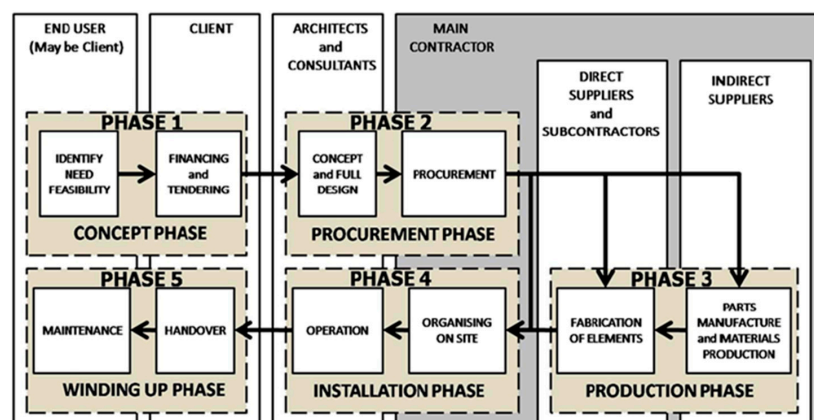 END USER
(May be Client)
CLIENT
ARCHITECTS
and
CONSULTANTS
MAIN
CONTRACTOR
DIRECT
SUPPLIERS
and
SUBCONTRACTORS
INDIRECT
SUPPLIERS
PHASE 1
IDENTIFY
NEED
FEASIBILITY
FINANCING
and
TENDERING
CONCEPT PHASE
PHASE 2
CONCEPT
and FULL
DESIGN
PROCUREMENT
PROCUREMENT PHASE
PHASE 5
MAINTENANCE
HANDOVER
WINDING UP PHASE
PHASE 4
OPERATION
ORGANISING
ON SITE
INSTALLATION PHASE
PHASE 3
FABRICATION
OF ELEMENTS
PARTS
MANUFACTURE
and MATERIALS
PRODUCTION
PRODUCTION PHASE